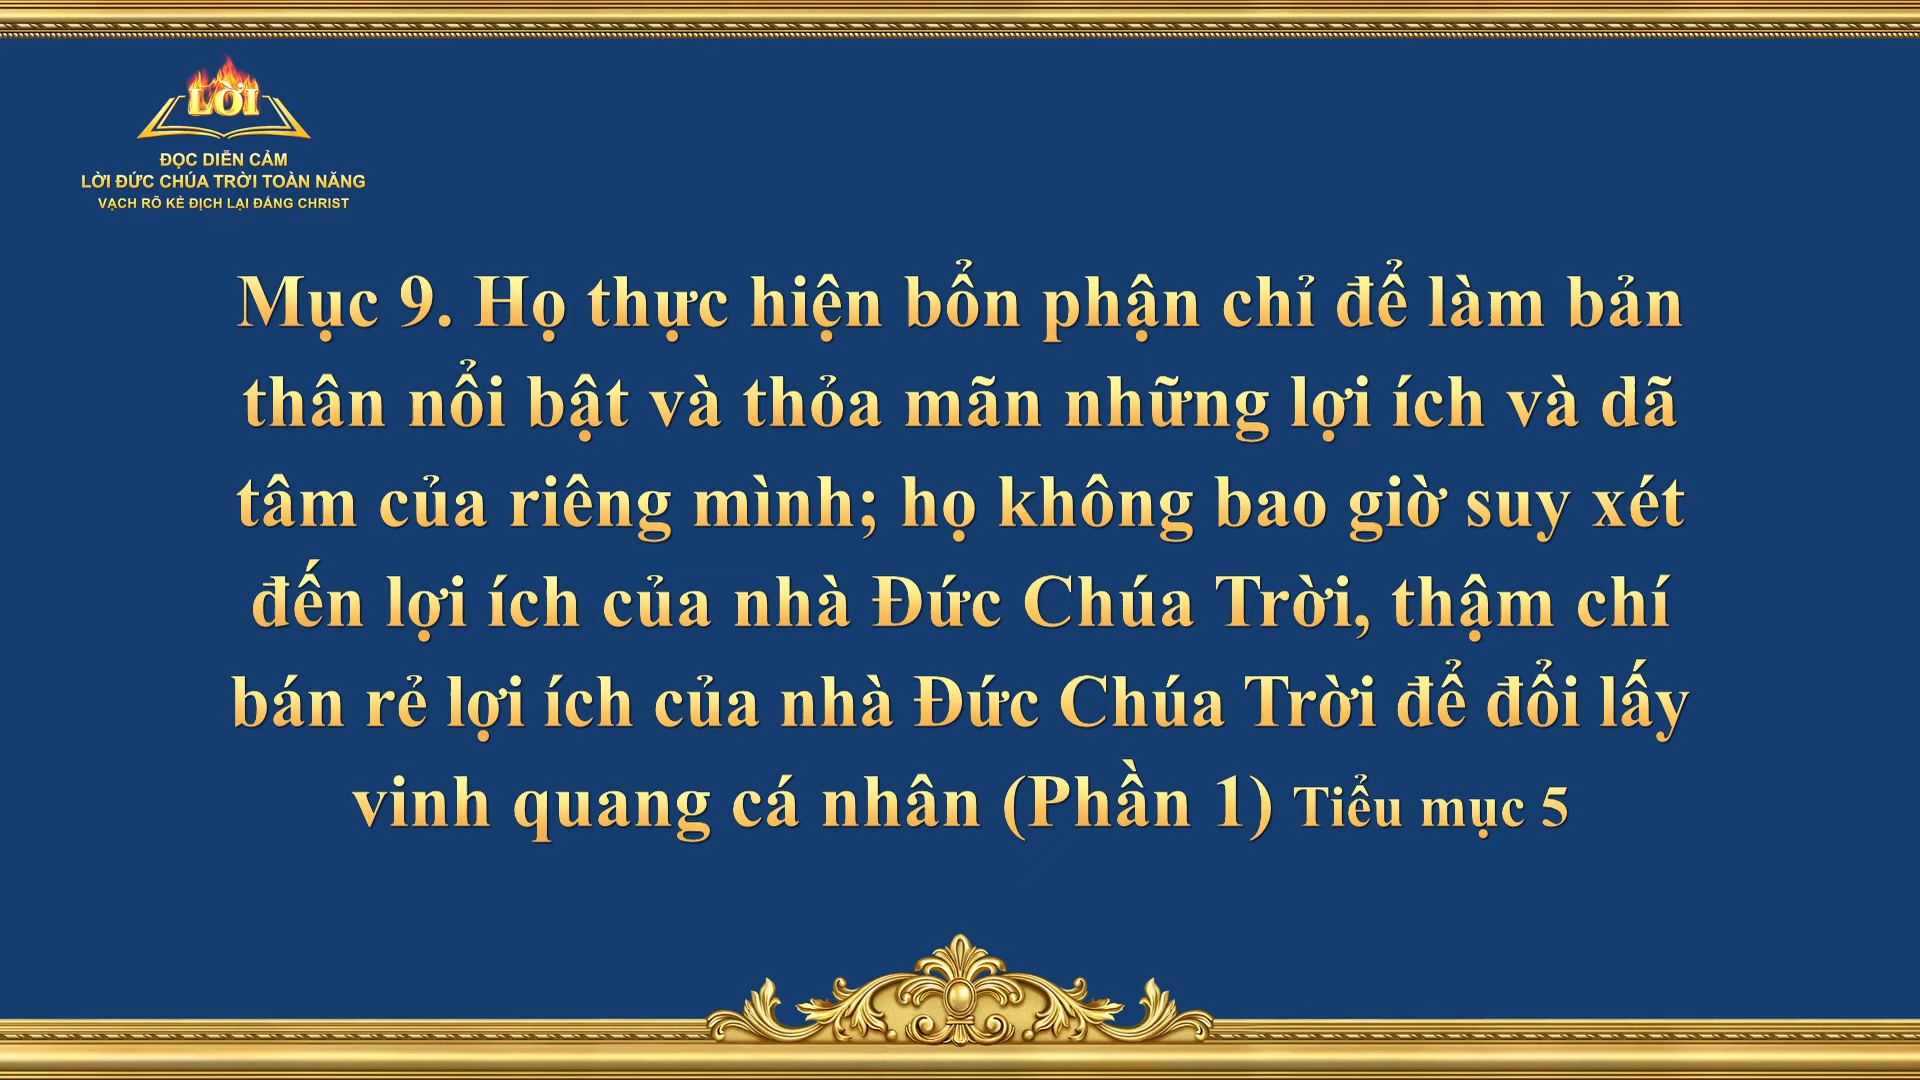 LỜI
ĐỌC DIỄN CẢM
LỜI ĐỨC CHÚA TRỜI TOÀN NĂNG
VẠCH RÕ KẺ ĐỊCH LẠI ĐẤNG CHRIST
Mục 9. Họ thực hiện bổn phận chỉ để làm bản
thân nổi bật và thỏa mãn những lợi ích và dã
tâm của riêng mình; họ không bao giờ suy xét
đến lợi ích của nhà Đức Chúa Trời, thậm chí
bán rẻ lợi ích của nhà Đức Chúa Trời để đổi lấy
vinh quang cá nhân (Phần 1) Tiểu mục 5